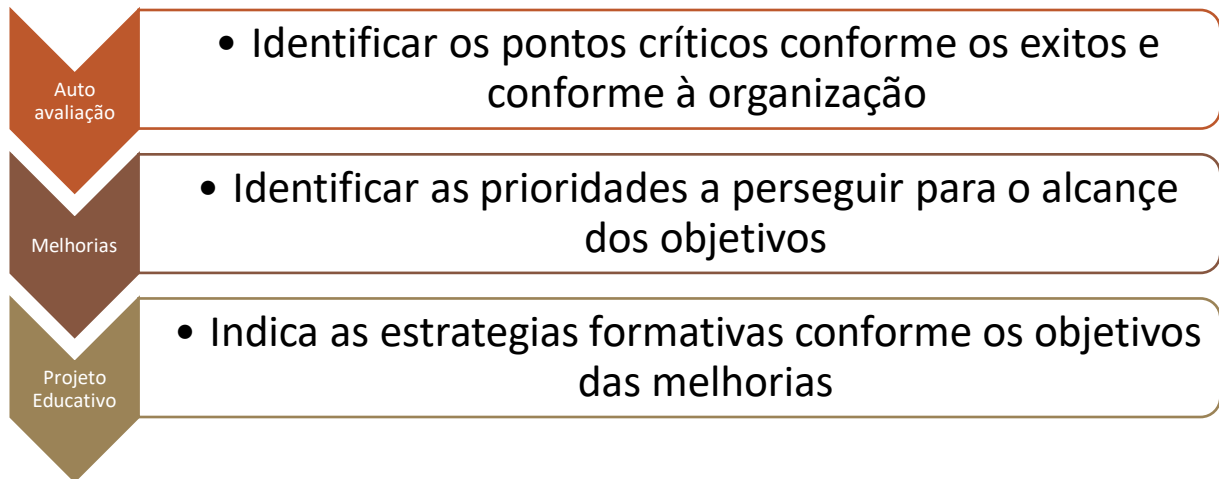 Auto
avaliação
• Identificar os pontos críticos conforme os exitos e
conforme à organização
Melhorias
• Identificar as prioridades a perseguir para o alcançe
dos objetivos
Projeto
Educativo
• Indica as estrategias formativas conforme os objetivos
das melhorias